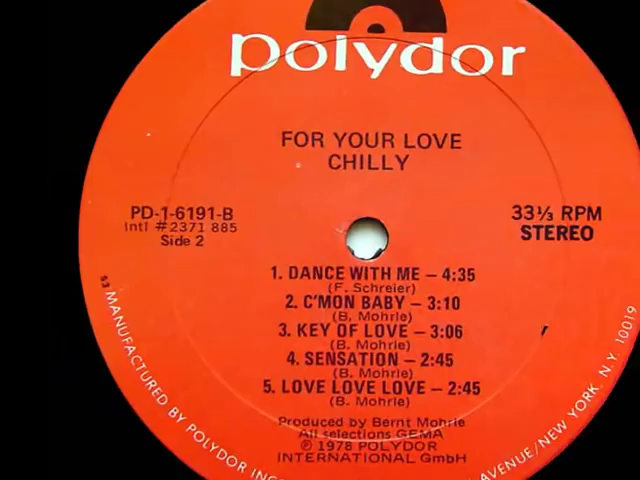 polydor
FOR YOUR LOVE
CHILLY
PD-1-6191-B
Intl #2371 885
Side 2
33⅓ RPM
STEREO
1. DANCE WITH ME – 4:35
(F. Schreier)
2. C'MON BABY – 3:10
(B. Mohrle)
3. KEY OF LOVE – 3:06
(B. Mohrle)
4. SENSATION – 2:45
(B. Mohrle)
5. LOVE LOVE LOVE – 2:45
(B. Mohrle)
Produced by Bernt Mohrle
All selections GEMA
℗ 1978 POLYDOR
INTERNATIONAL GmbH
53 MANUFACTURED BY POLYDOR
AVENUE/NEW YORK, N.Y. 10019